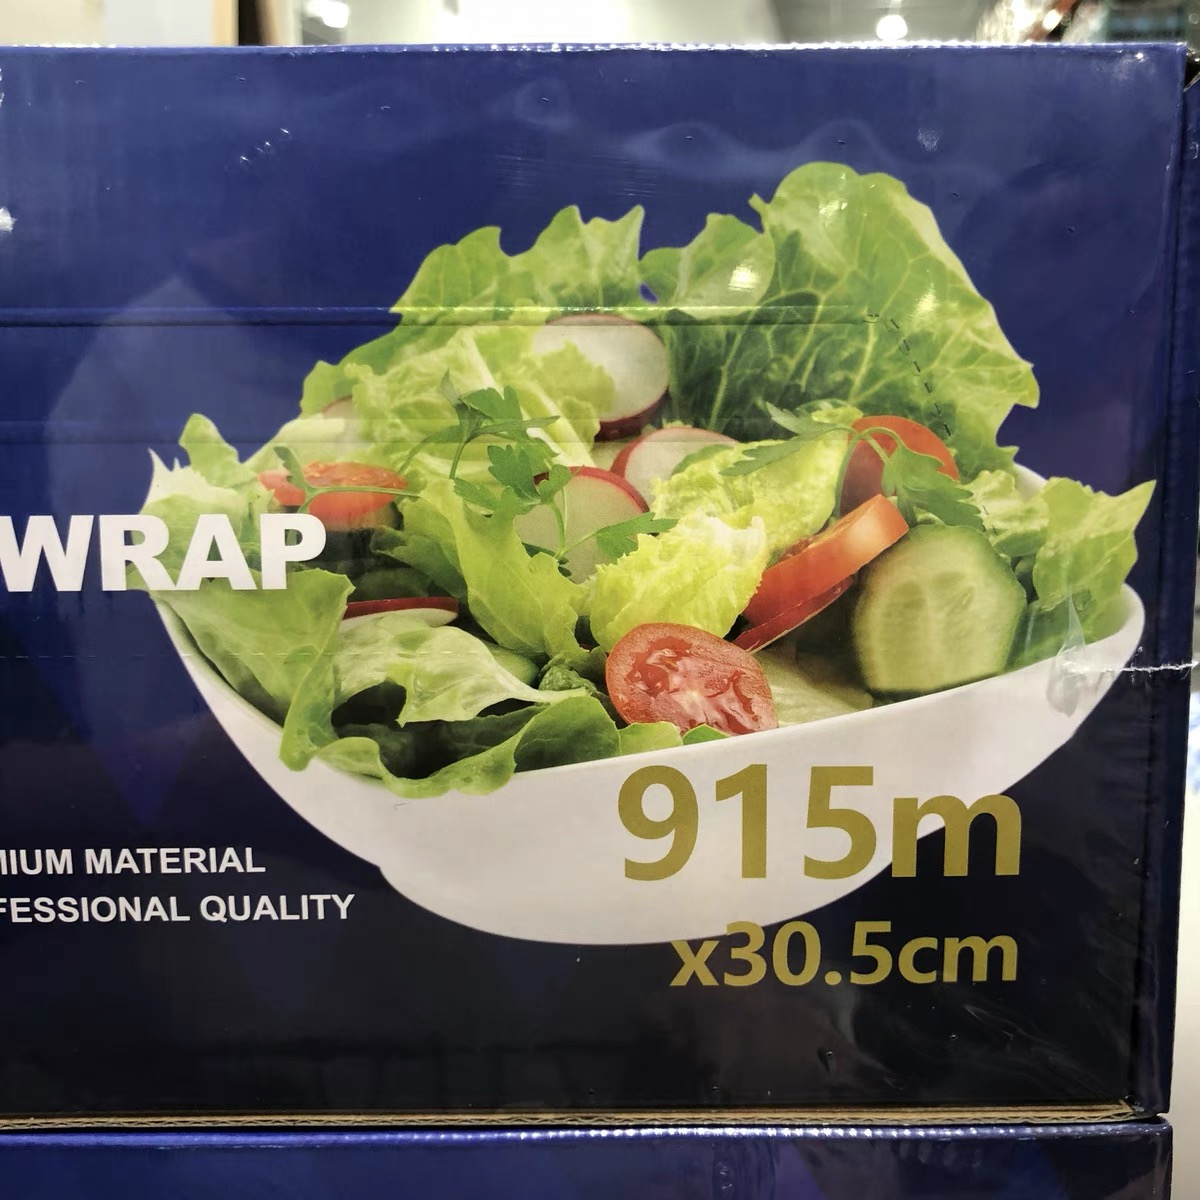 WRAP
MIUM MATERIAL
FESSIONAL QUALITY
915m
x30.5cm